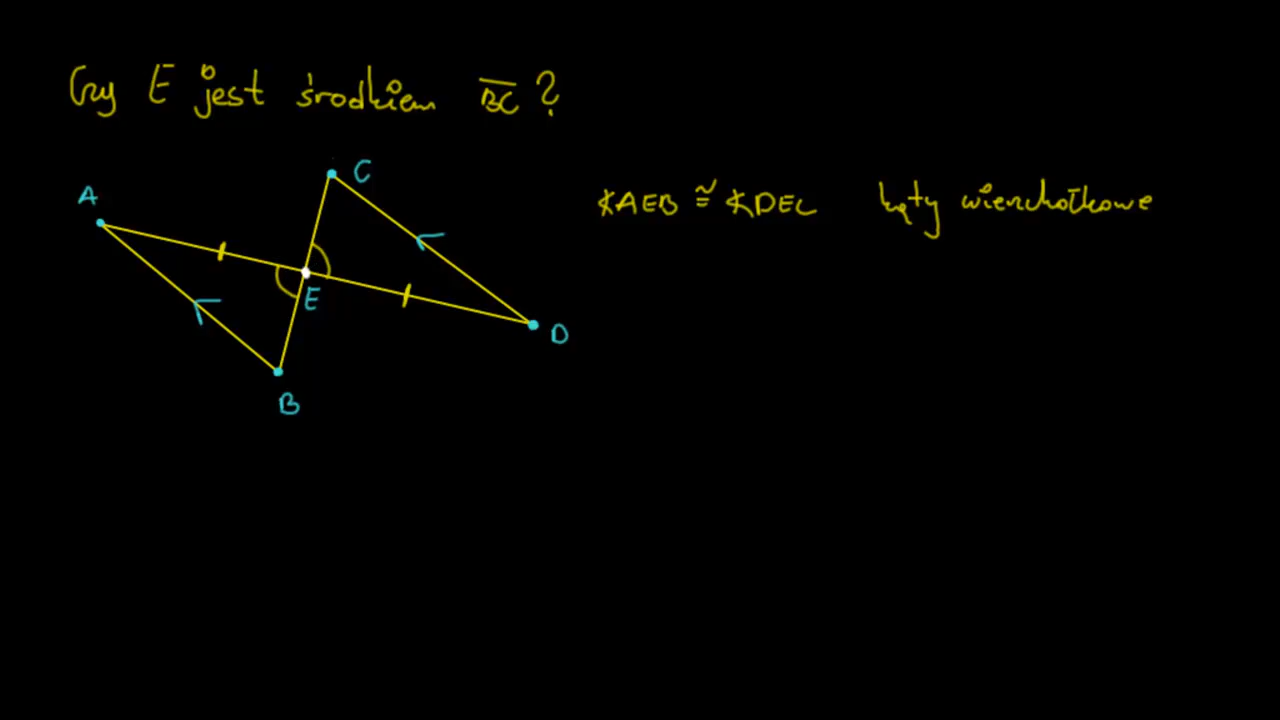 Czy E jest środkiem BC?
∢AEB ≅ ∢DEC kąty wierzchołkowe
A
C
E
D
B